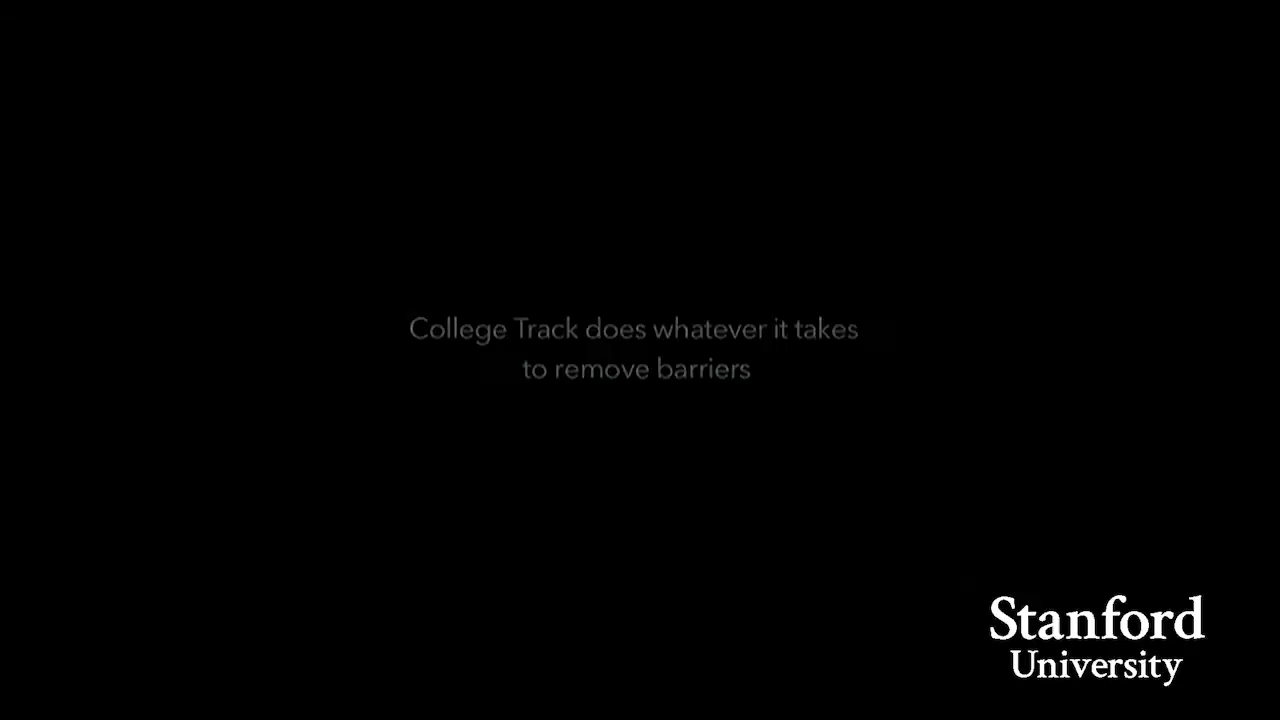 College Track does whatever it takes
to remove barriers
Stanford
University